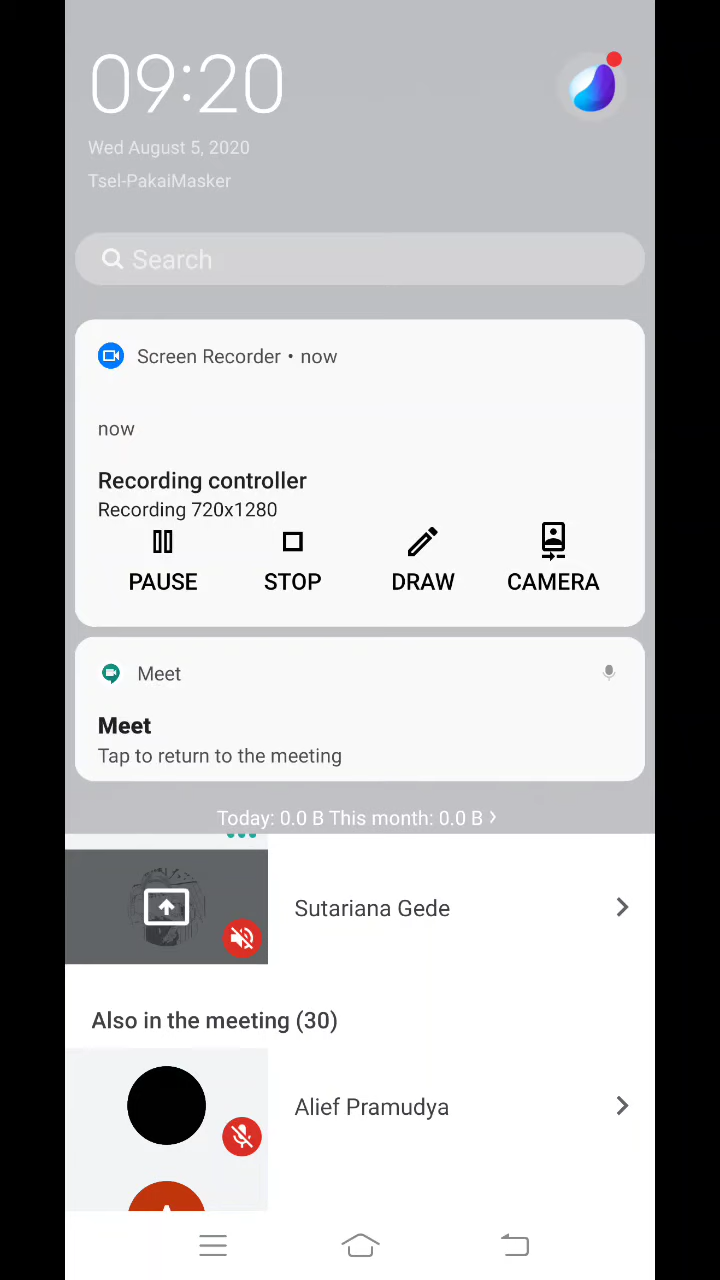 09:20
Wed August 5, 2020
Tsel-PakaiMasker
Search
Screen Recorder • now
now
Recording controller
Recording 720x1280
PAUSE STOP DRAW CAMERA
Meet
Meet
Tap to return to the meeting
Today: 0.0 B This month: 0.0 B
Sutariana Gede
Also in the meeting (30)
Alief Pramudya